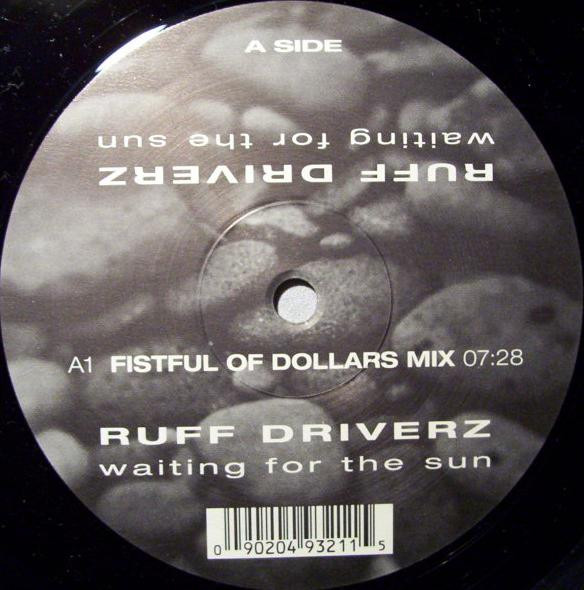 A SIDE
waiting for the sun
RUFF DRIVERZ
A1 FISTFUL OF DOLLARS MIX 07:28
RUFF DRIVERZ
waiting for the sun
0 90204 93211 5